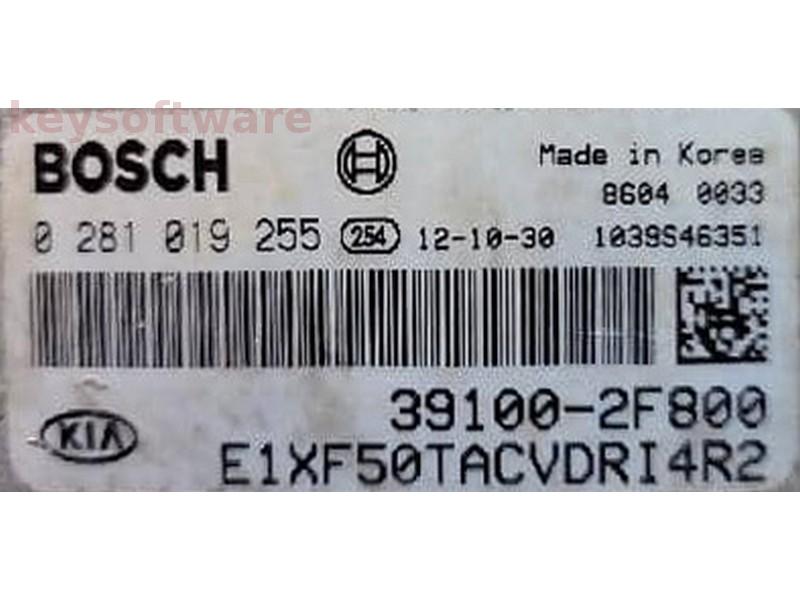 keysoftware
BOSCH
Made in Korea
8604 0033
0 281 019 255 254 12-10-30 1039S46351
39100-2F800
KIA
E1XF50TACVDRI4R2